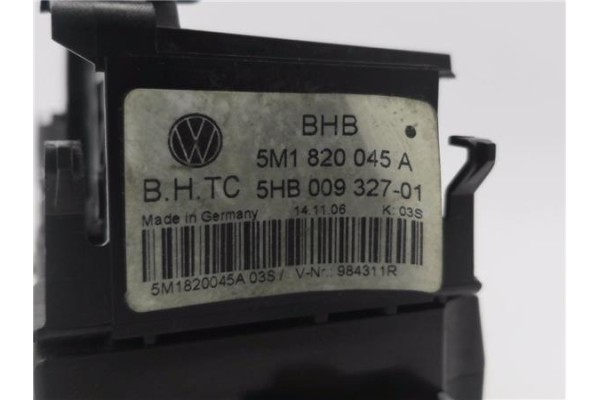 BHB
5M1 820 045 A
B.H.TC 5HB 009 327-01
Made in Germany 14.11.06 K: 03S
5M1820045A 03S / V-Nr.: 984311R